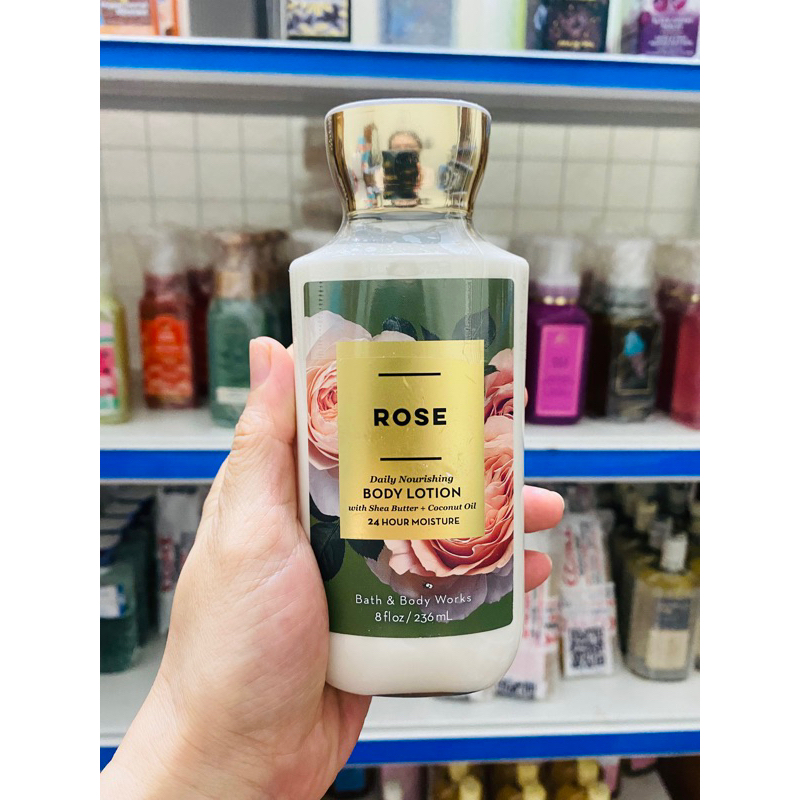 ROSE
Daily Nourishing
BODY LOTION
with Shea Butter + Coconut Oil
24 HOUR MOISTURE
Bath & Body Works
8 fl oz / 236 mL